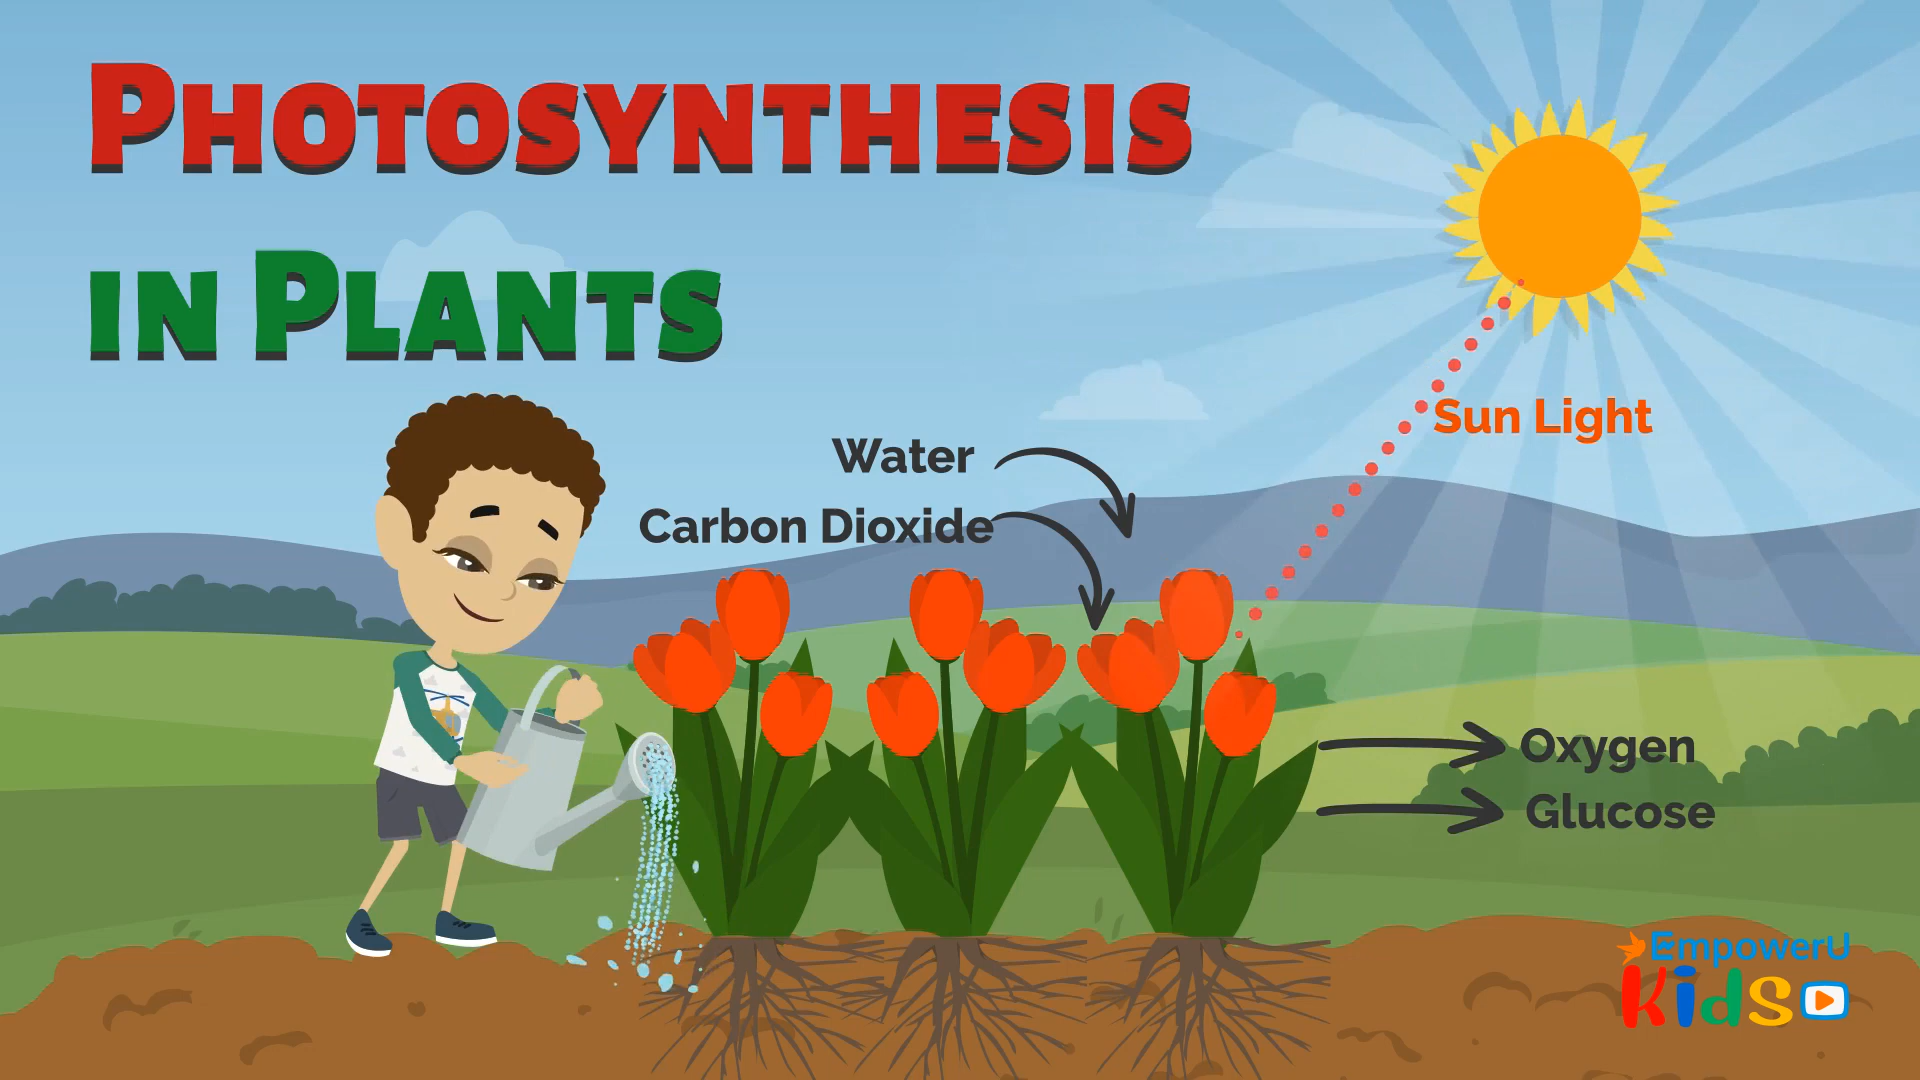 PHOTOSYNTHESIS
IN PLANTS
Water
Carbon Dioxide
Sun Light
Oxygen
Glucose
EmpowerU
KidS